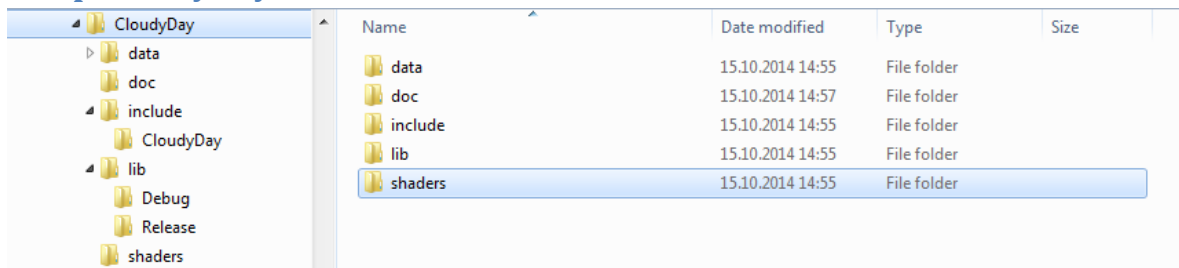 CloudyDay
data
doc
include
CloudyDay
lib
Debug
Release
shaders
Name Date modified Type Size
data 15.10.2014 14:55 File folder
doc 15.10.2014 14:57 File folder
include 15.10.2014 14:55 File folder
lib 15.10.2014 14:55 File folder
shaders 15.10.2014 14:55 File folder